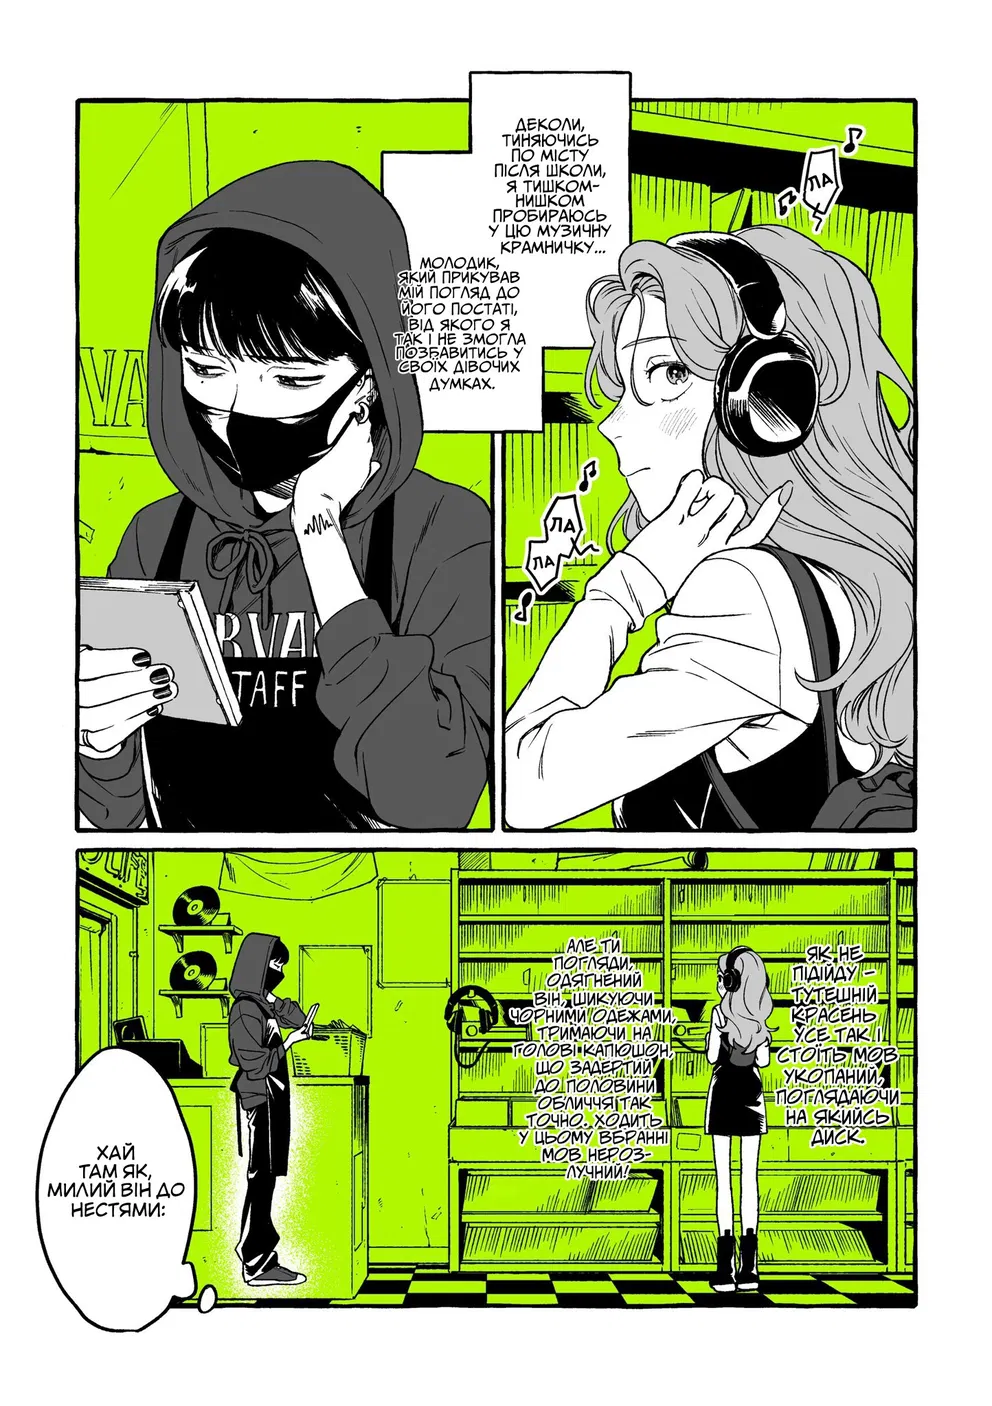 ДЕКОЛИ,
ТИНЯЮЧИСЬ
ПО МІСТУ
ПІСЛЯ ШКОЛИ,
Я ТИШКОМ-
НИШКОМ
ПРОБИРАЮСЬ
У ЦЮ МУЗИЧНУ
КРАМНИЧКУ...
ЛА
МОЛОДИК,
ЯКИЙ ПРИКУВАВ
МІЙ ПОГЛЯД ДО
ЙОГО ПОСТАТІ,
ВІД ЯКОГО Я
ТАК І НЕ ЗМОГЛА
ПОЗБАВИТИСЬ У
СВОЇХ ДІВОЧИХ
ДУМКАХ.
VA
ЛА
ЛА
RVAN
STAFF
ЯК НЕ
ПІДІЙДУ –
ТУТЕШНІЙ
КРАСЕНЬ
УСЕ ТАК І
СТОЇТЬ МОВ
УКОПАНИЙ,
ПОГЛЯДАЮЧИ
НА ЯКИЙСЬ
ДИСК.
АЛЕ ТИ
ПОГЛЯДИ,
ОДЯГНЕНИЙ
ВІН, ШИКУЮЧИ
ЧОРНИМИ ОДЕЖАМИ,
ТРИМАЮЧИ НА
ГОЛОВІ КАПЮШОН,
ЩО ЗАДЕРТИЙ
ДО ПОЛОВИНИ
ОБЛИЧЧЯ ТАК
ТОЧНО. ХОДИТЬ
У ЦЬОМУ ВБРАННІ
МОВ НЕРОЗ-
ЛУЧНИЙ!
ХАЙ
ТАМ ЯК,
МИЛИЙ ВІН ДО
НЕСТЯМИ: